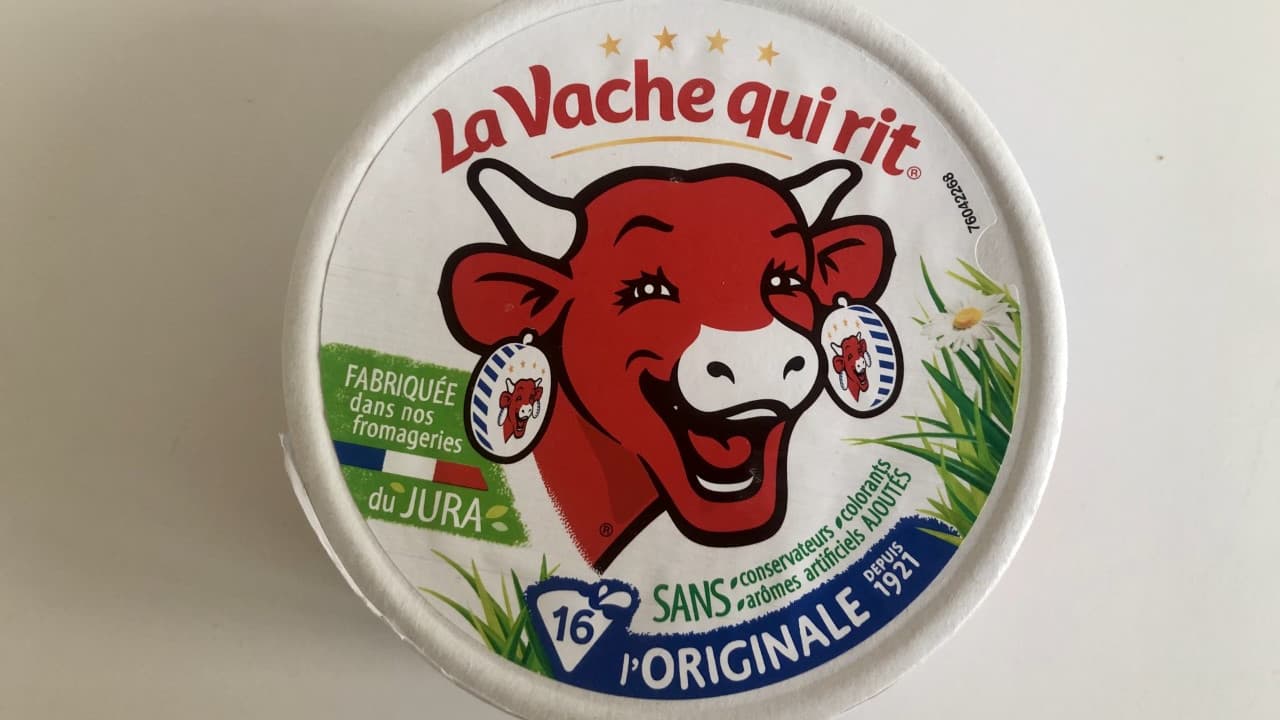 La Vache qui rit®
76042268
FABRIQUÉE
dans nos
fromageries
du JURA
®
SANS
conservateurs colorants
arômes artificiels AJOUTÉS
16
l'ORIGINALE
DEPUIS
1921